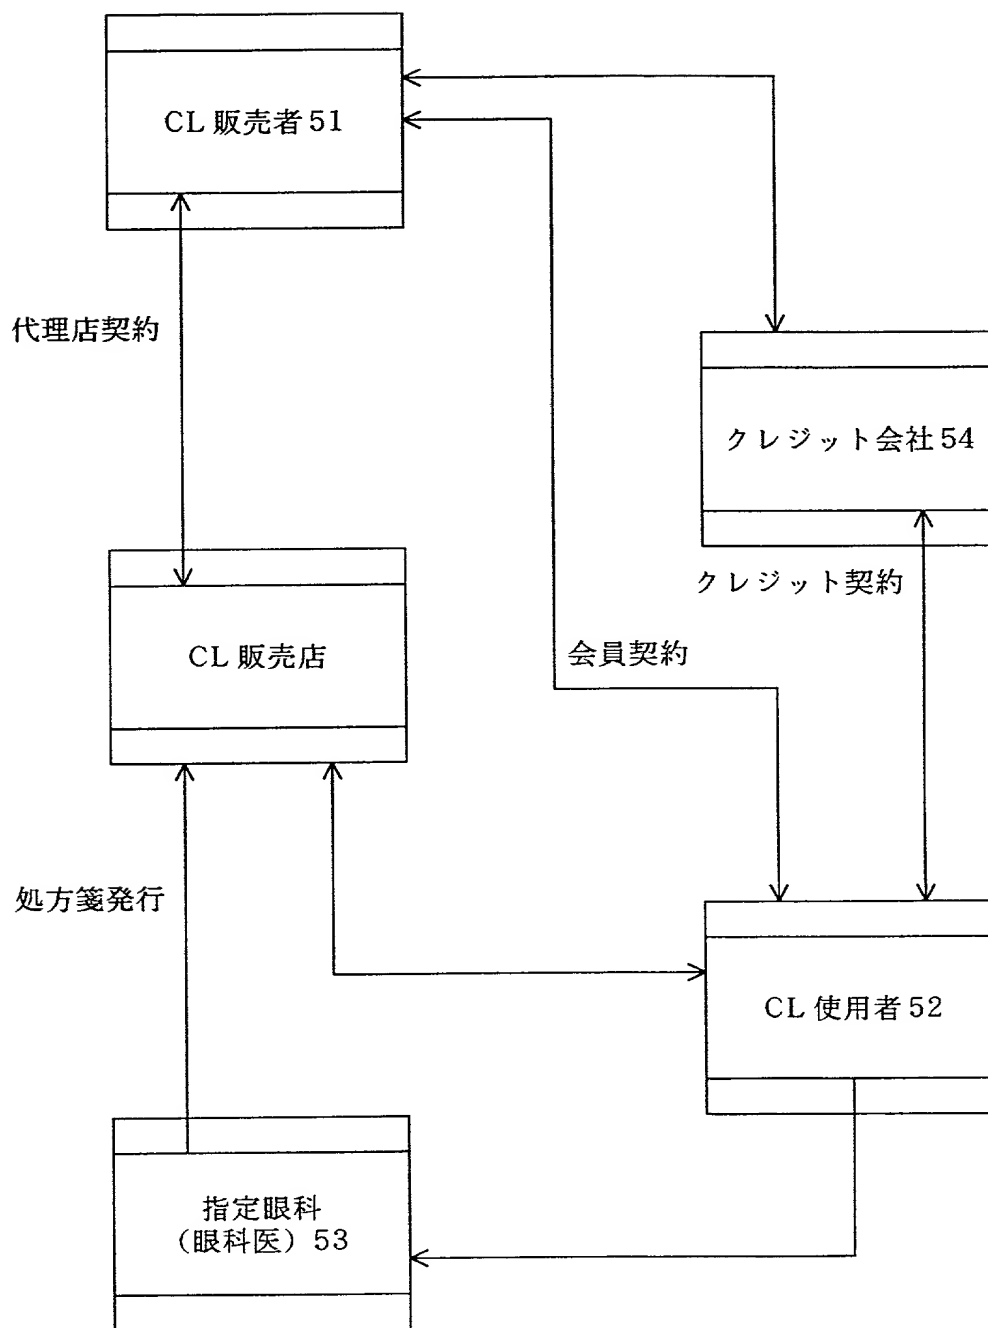 CL 販売者 51
代理店契約
クレジット会社 54
クレジット契約
会員契約
CL 販売店
処方箋発行
CL 使用者 52
指定眼科
（眼科医）53